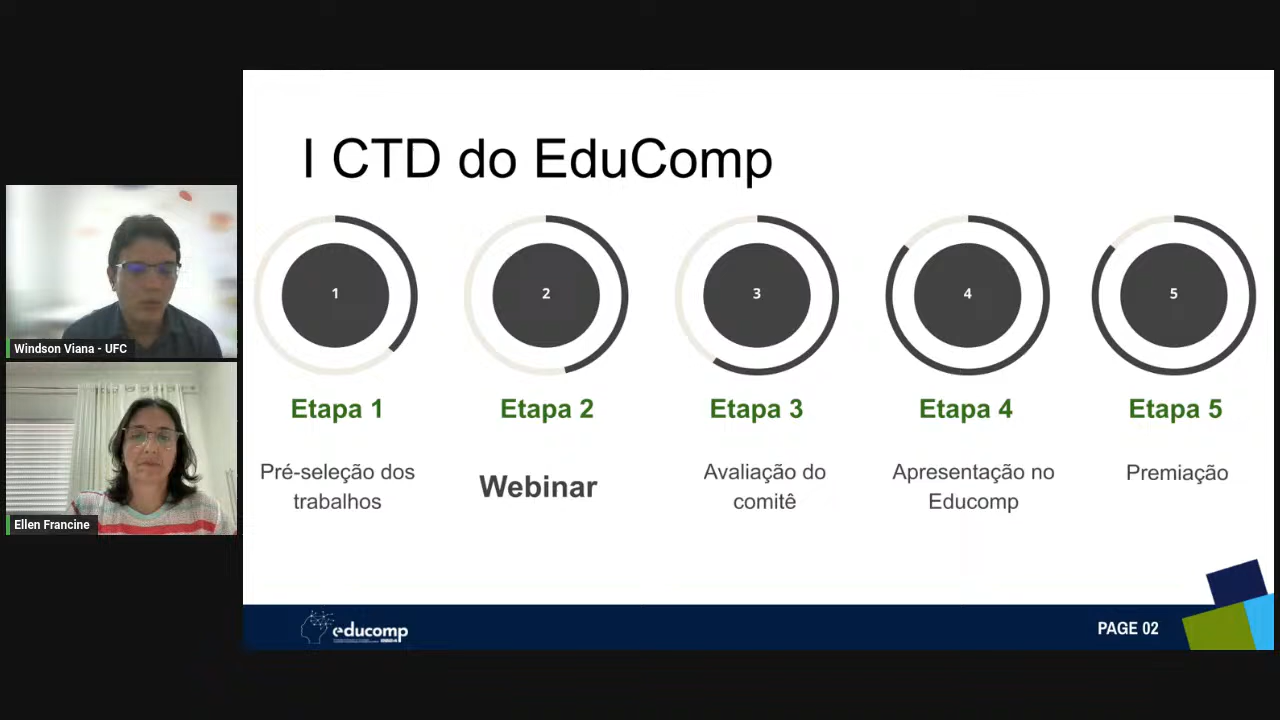 I CTD do EduComp
1
2
3
4
5
Etapa 1
Etapa 2
Etapa 3
Etapa 4
Etapa 5
Pré-seleção dos
trabalhos
Webinar
Avaliação do
comitê
Apresentação no
Educomp
Premiação
Windson Viana - UFC
Ellen Francine
educomp
PAGE 02